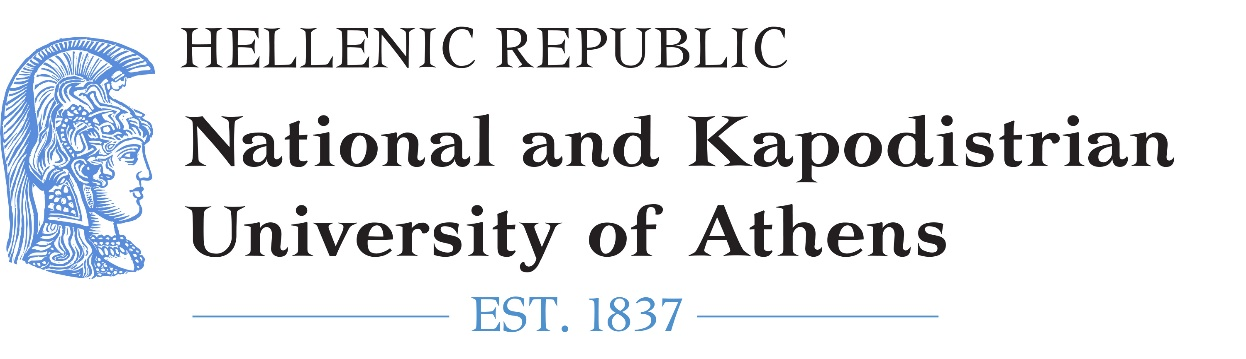 HELLENIC REPUBLIC
National and Kapodistrian
University of Athens
EST. 1837